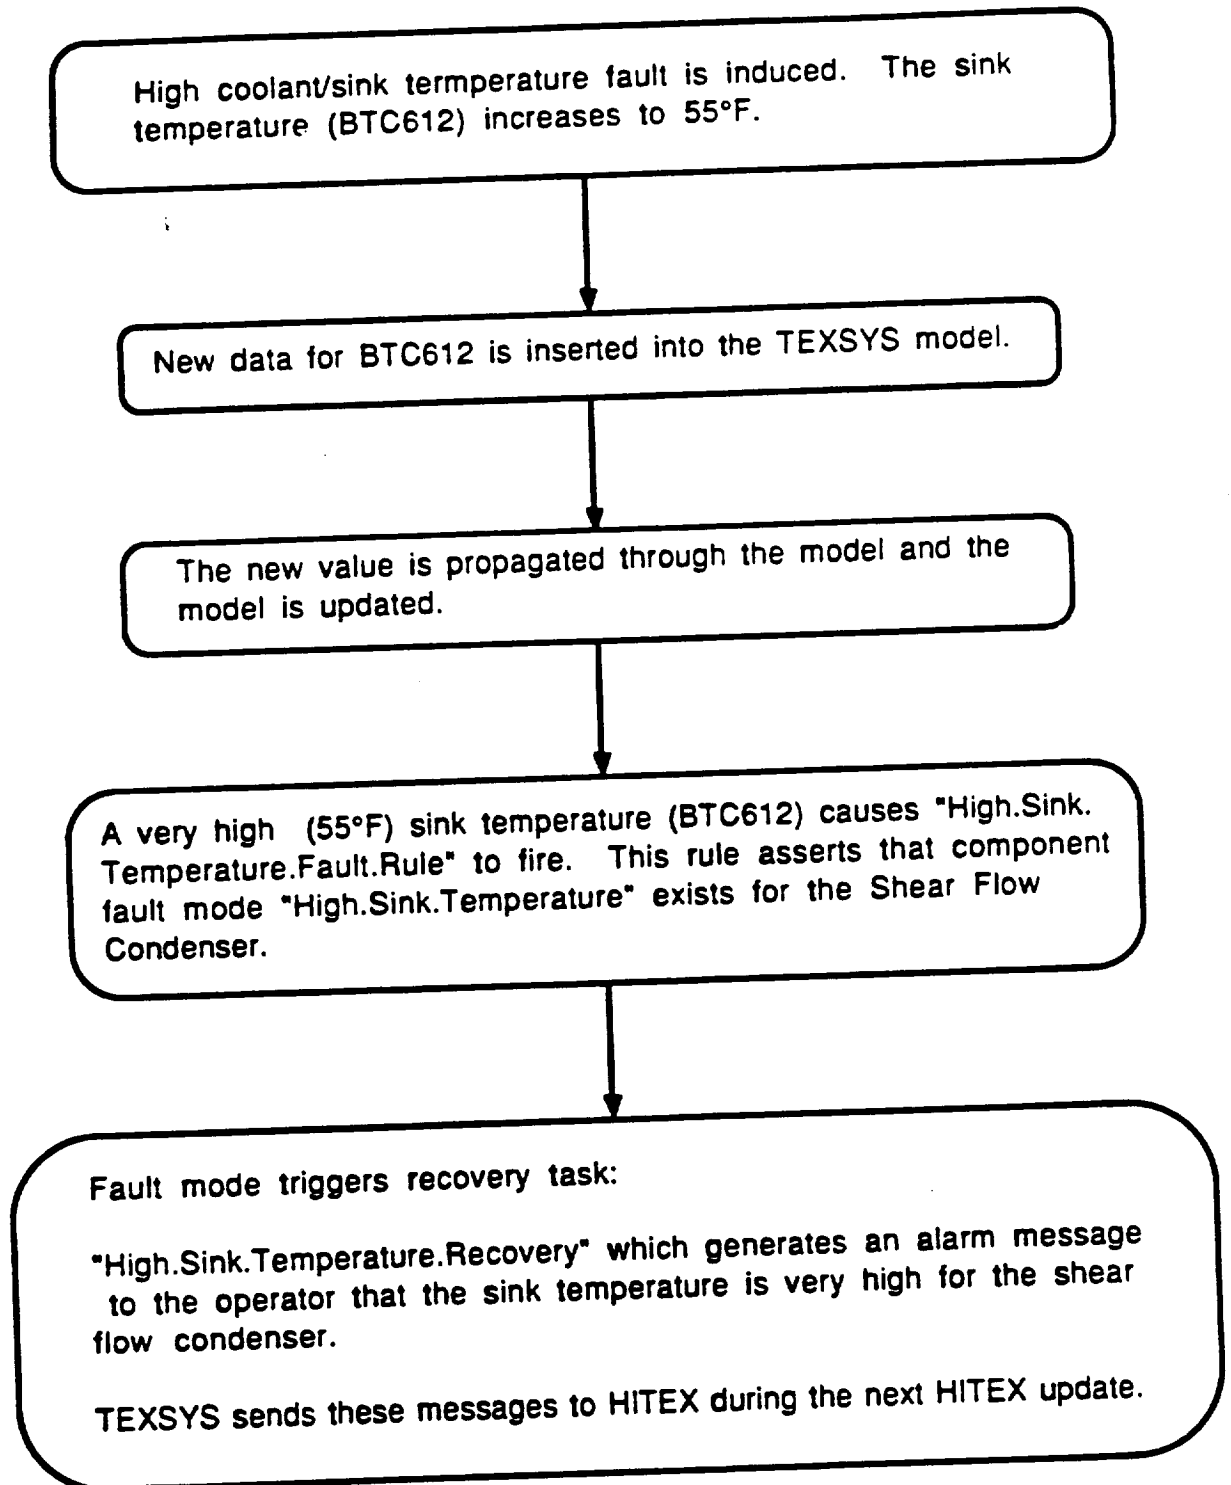 High coolant/sink termperature fault is induced. The sink
temperature (BTC612) increases to 55°F.
New data for BTC612 is inserted into the TEXSYS model.
The new value is propagated through the model and the
model is updated.
A very high (55°F) sink temperature (BTC612) causes "High.Sink.
Temperature.Fault.Rule" to fire. This rule asserts that component
fault mode "High.Sink.Temperature" exists for the Shear Flow
Condenser.
Fault mode triggers recovery task:
"High.Sink.Temperature.Recovery" which generates an alarm message
to the operator that the sink temperature is very high for the shear
flow condenser.
TEXSYS sends these messages to HITEX during the next HITEX update.